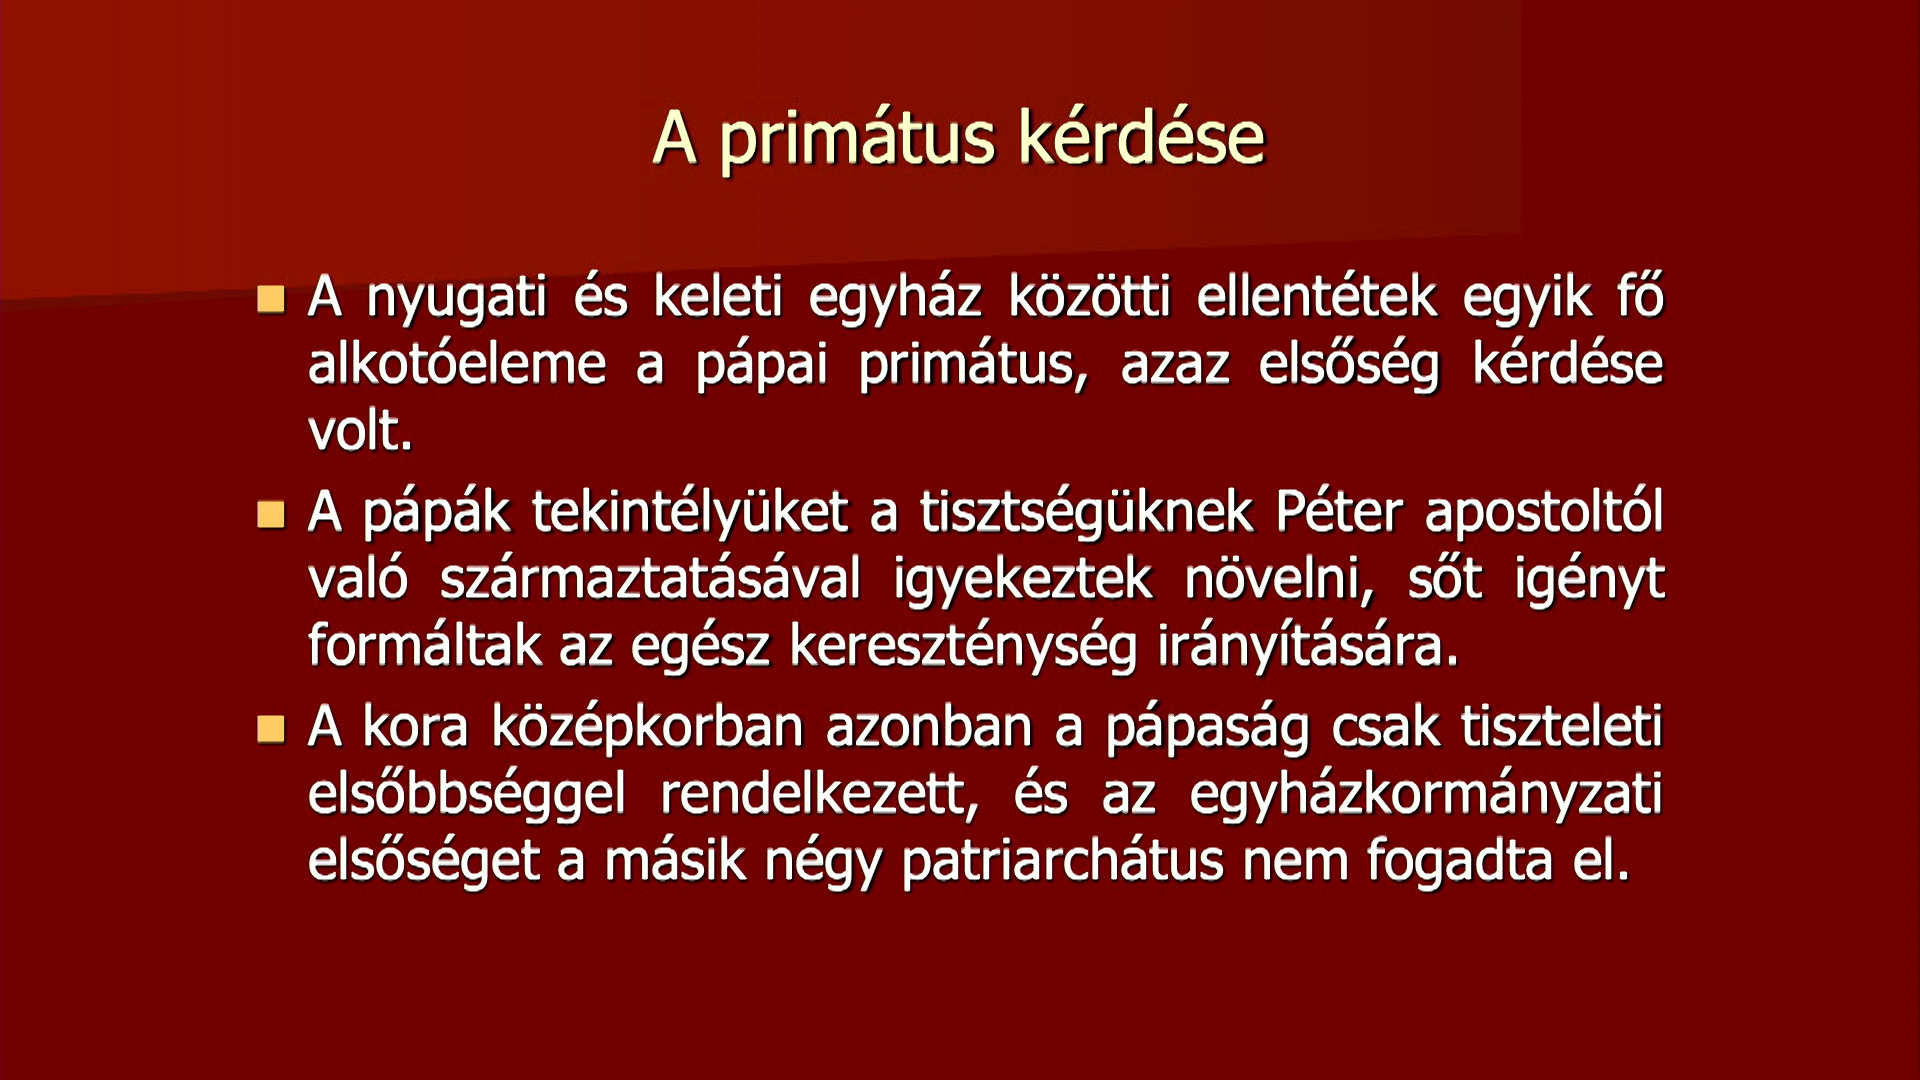 A primátus kérdése
A nyugati és keleti egyház közötti ellentétek egyik fő
alkotóeleme a pápai primátus, azaz elsőség kérdése
volt.
A pápák tekintélyüket a tisztségüknek Péter apostoltól
való származtatásával igyekeztek növelni, sőt igényt
formáltak az egész kereszténység irányítására.
A kora középkorban azonban a pápaság csak tiszteleti
elsőbbséggel rendelkezett, és az egyházkormányzati
elsőséget a másik négy patriarchátus nem fogadta el.